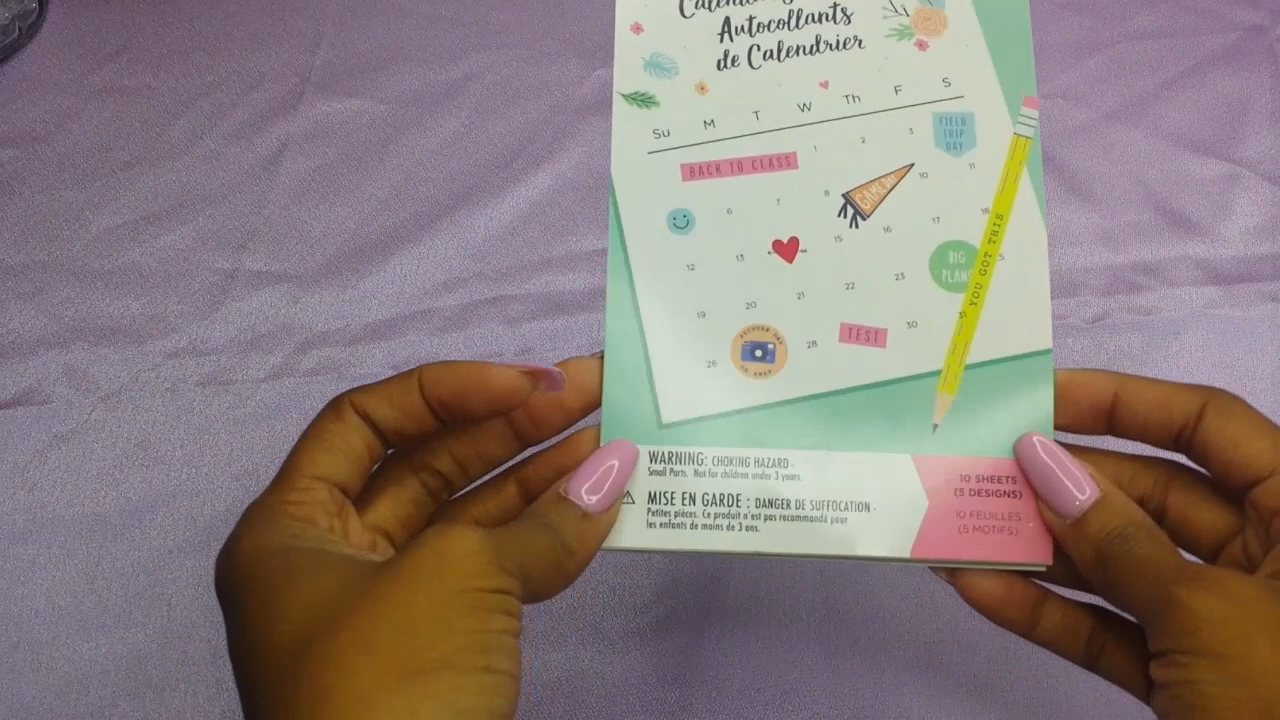 Autocollants
de Calendrier
Su M T W Th F S
BACK TO CLASS 1 2 3 FIELD
TRIP
DAY
6 7 8 GAME DAY 10 11
12 13 15 16 17 18
19 20 21 22 23 BIG
PLANS
26 PICTURE DAY
28 TEST 30 31
YOU GOT THIS
WARNING: CHOKING HAZARD -
Small Parts. Not for children under 3 years.
MISE EN GARDE : DANGER DE SUFFOCATION -
Petites pièces. Ce produit n'est pas recommandé pour
les enfants de moins de 3 ans.
10 SHEETS
(5 DESIGNS)
10 FEUILLES
(5 MOTIFS)